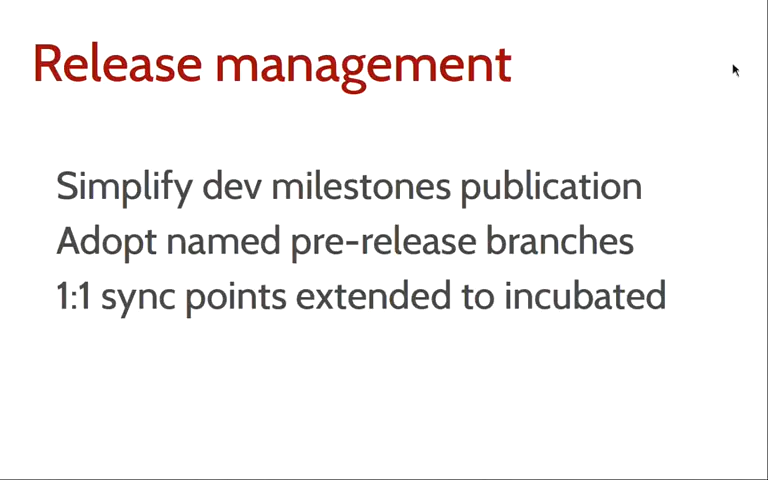 Release management
Simplify dev milestones publication
Adopt named pre-release branches
1:1 sync points extended to incubated